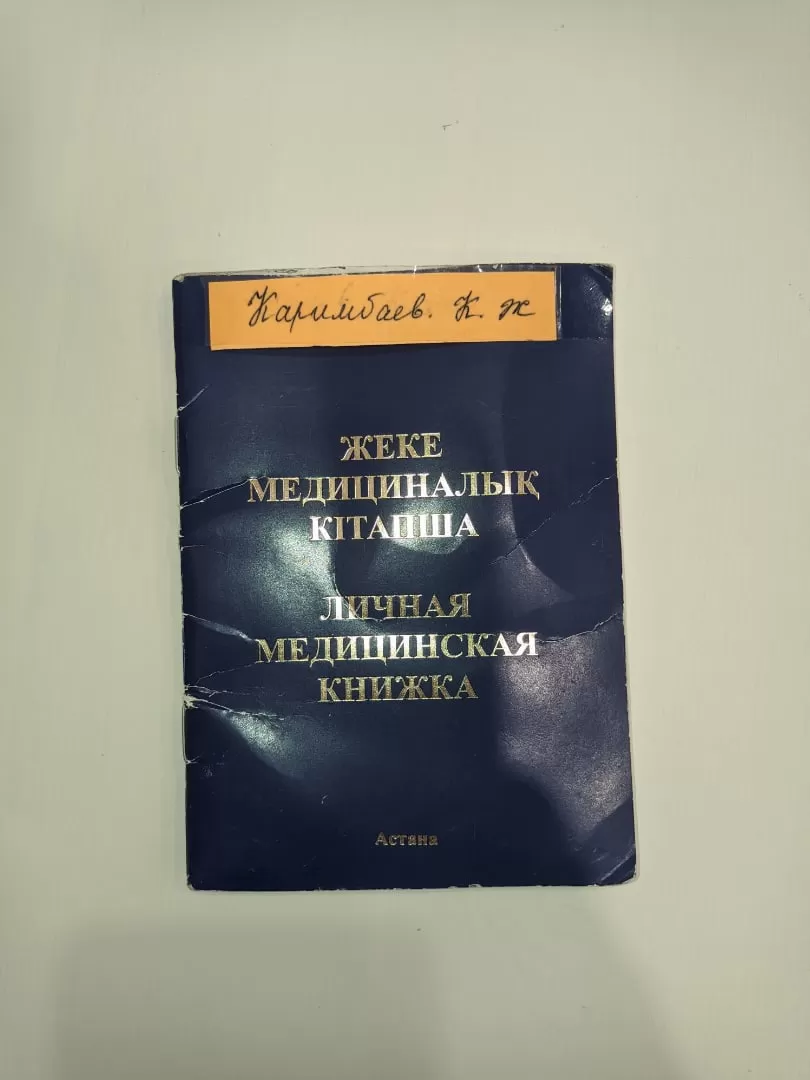 Каримбаев. К. Ж
ЖЕКЕ
МЕДИЦИНАЛЫҚ
КІТАПША
ЛИЧНАЯ
МЕДИЦИНСКАЯ
КНИЖКА
Астана